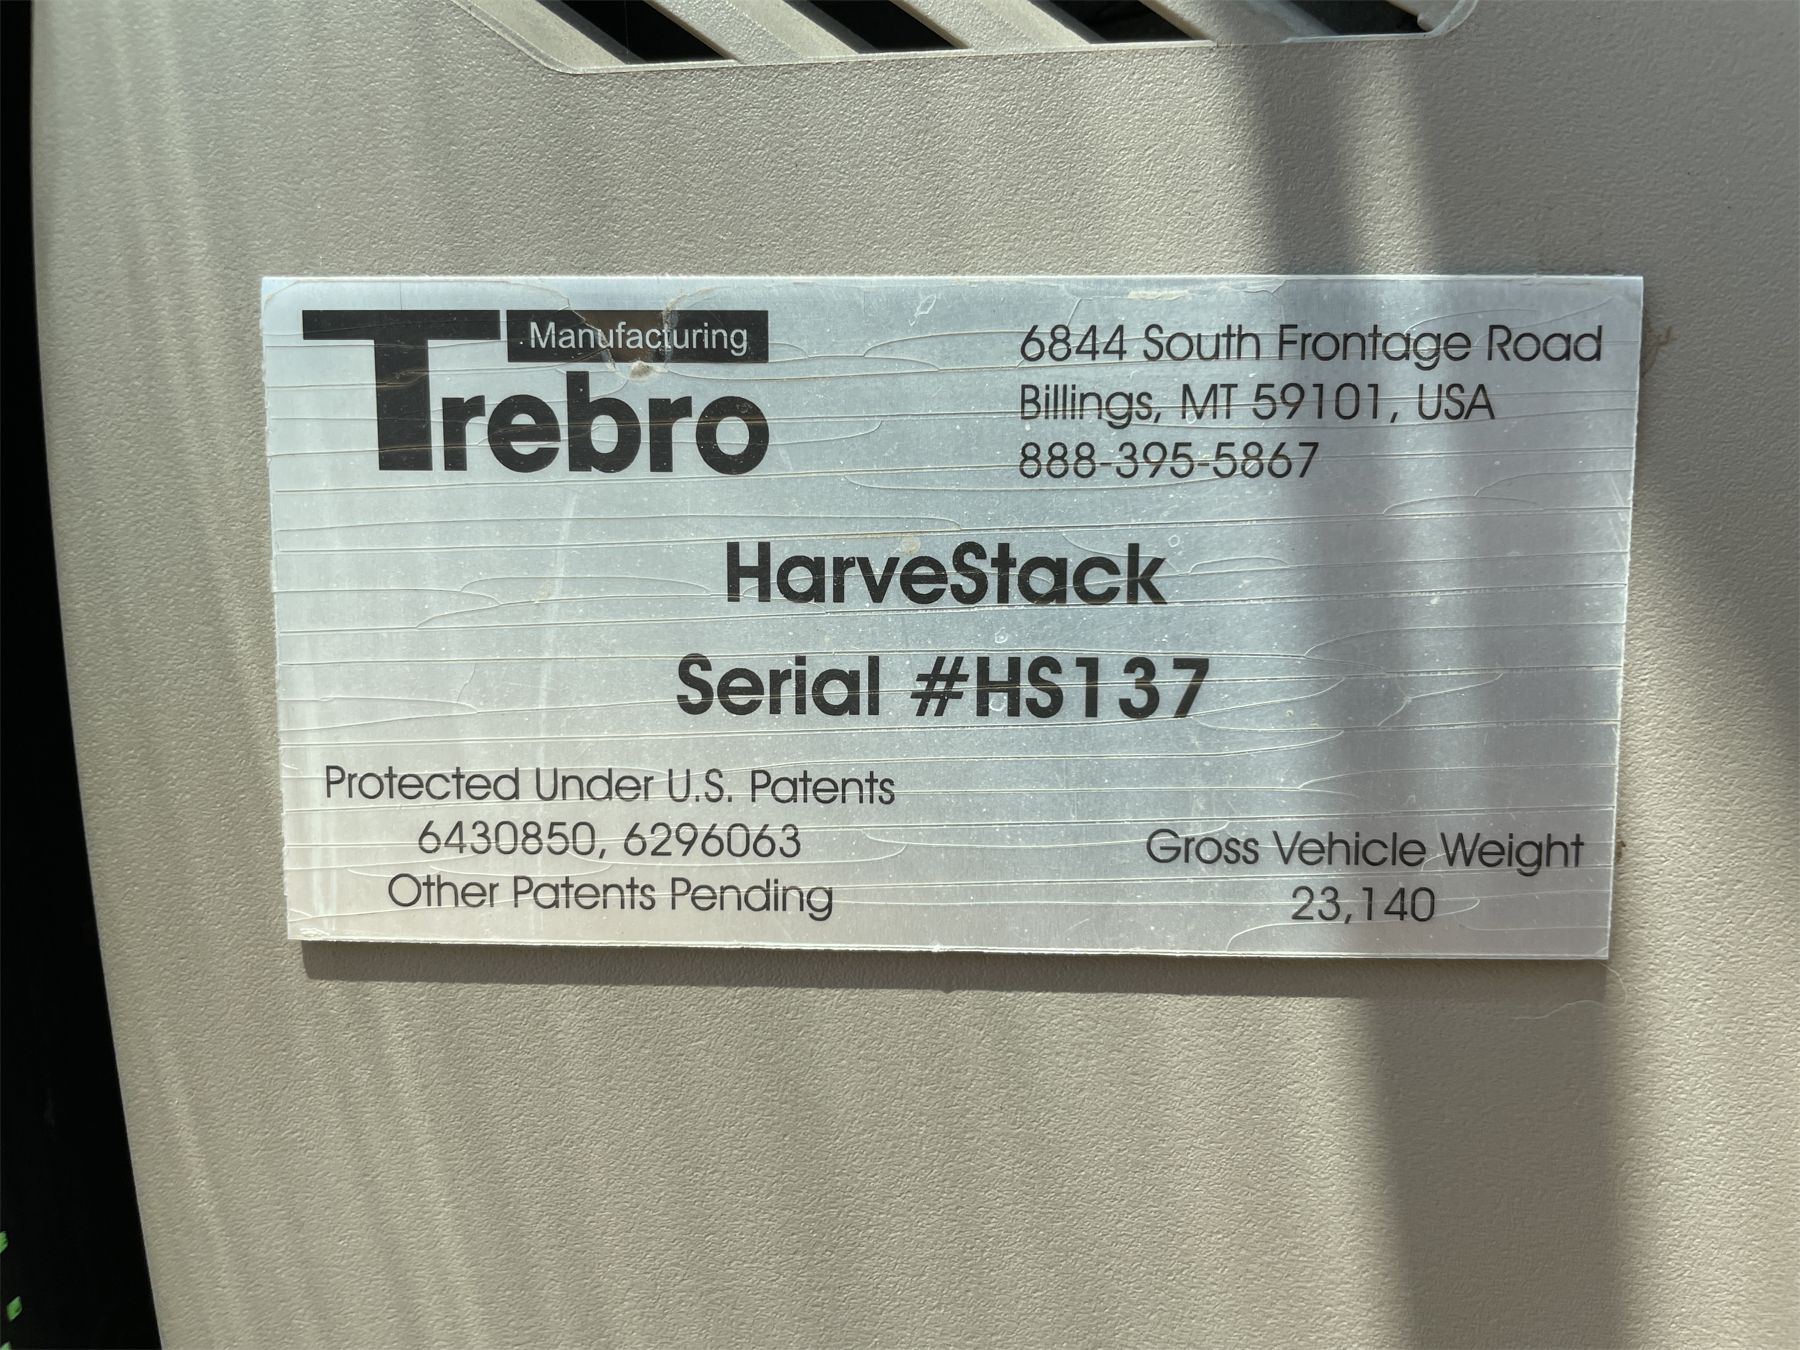 Manufacturing
Trebro
6844 South Frontage Road
Billings, MT 59101, USA
888-395-5867
HarveStack
Serial #HS137
Protected Under U.S. Patents
6430850, 6296063
Other Patents Pending
Gross Vehicle Weight
23,140